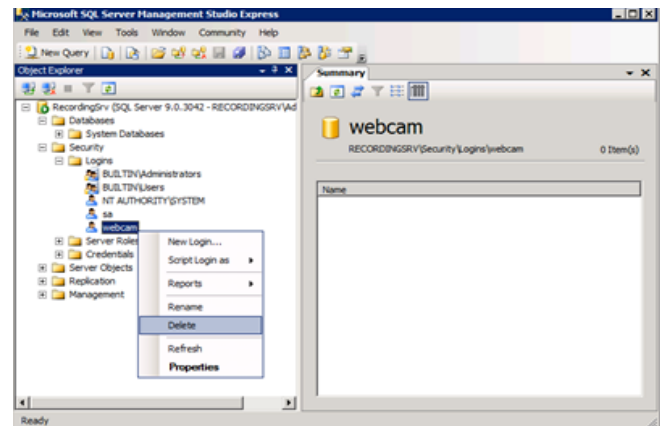 Microsoft SQL Server Management Studio Express
File Edit View Tools Window Community Help
New Query
Object Explorer
RecordingSrv (SQL Server 9.0.3042 - RECORDINGSRV\Ad
Databases
System Databases
Security
Logins
BUILTIN\Administrators
BUILTIN\Users
NT AUTHORITY\SYSTEM
sa
webcam
Server Roles
Credentials
Server Objects
Replication
Management
New Login...
Script Login as
Reports
Rename
Delete
Refresh
Properties
Summary
webcam
RECORDINGSRV\Security\Logins\webcam 0 Item(s)
Name
Ready